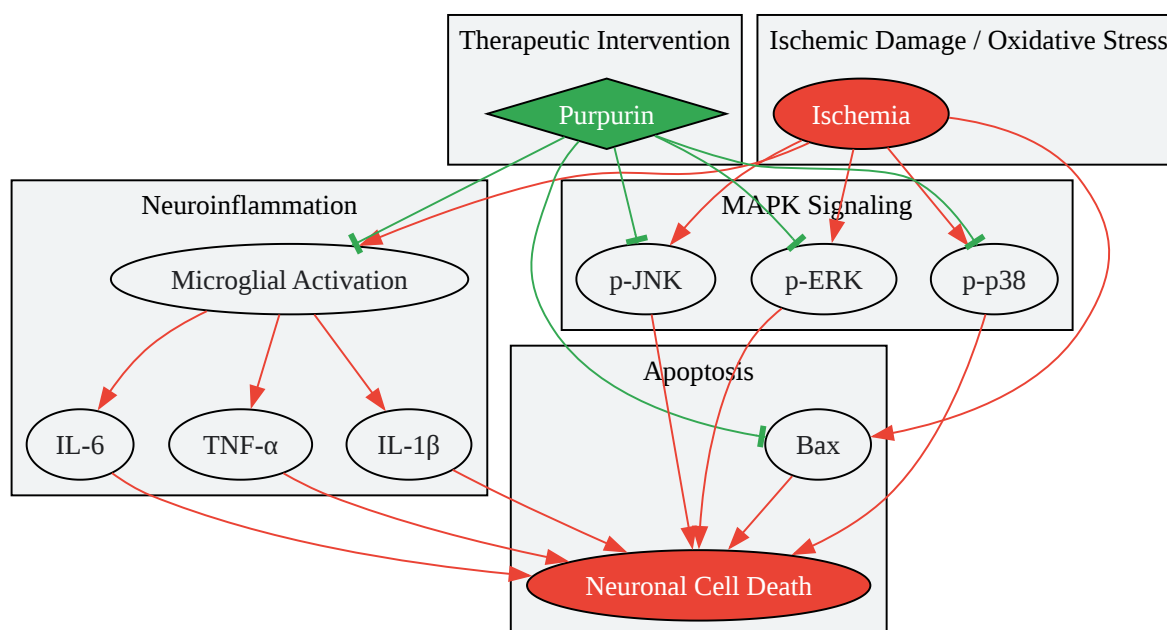 Therapeutic Intervention
Ischemic Damage / Oxidative Stress
Purpurin
Ischemia
Neuroinflammation
MAPK Signaling
Microglial Activation
p-JNK
p-ERK
p-p38
Apoptosis
IL-6
TNF-α
IL-1β
Bax
Neuronal Cell Death